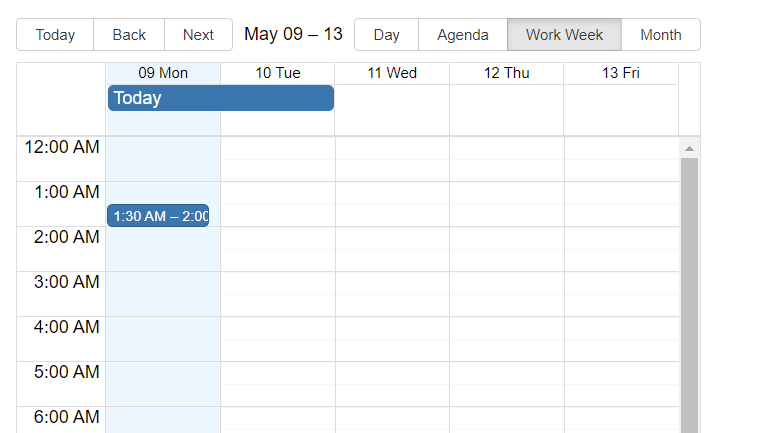 Today Back Next May 09 – 13 Day Agenda Work Week Month
09 Mon 10 Tue 11 Wed 12 Thu 13 Fri
Today
12:00 AM
1:00 AM
1:30 AM – 2:00
2:00 AM
3:00 AM
4:00 AM
5:00 AM
6:00 AM